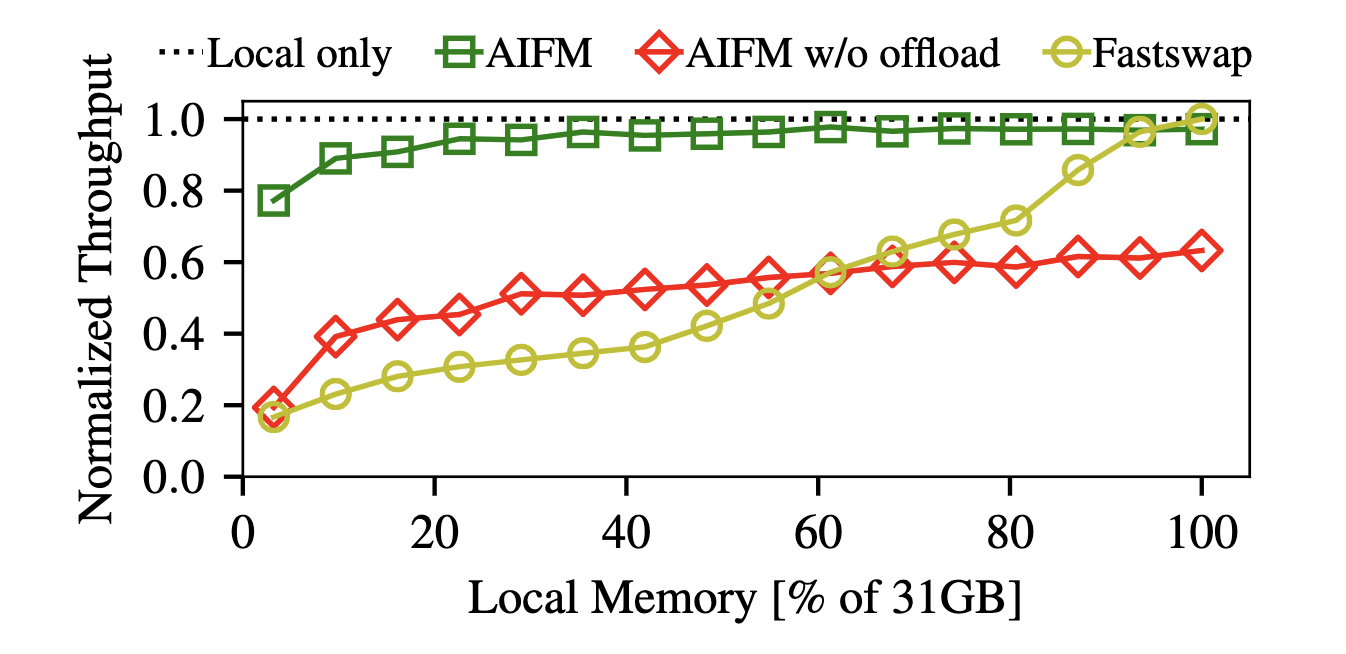 Local only AIFM AIFM w/o offload Fastswap
Normalized Throughput
1.0
0.8
0.6
0.4
0.2
0.0
0 20 40 60 80 100
Local Memory [% of 31GB]